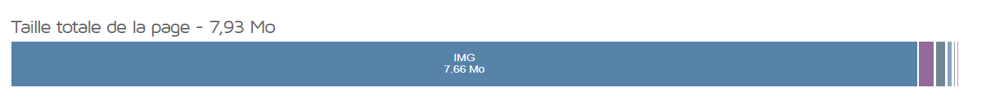 Taille totale de la page - 7,93 Mo
IMG
7.66 Mo